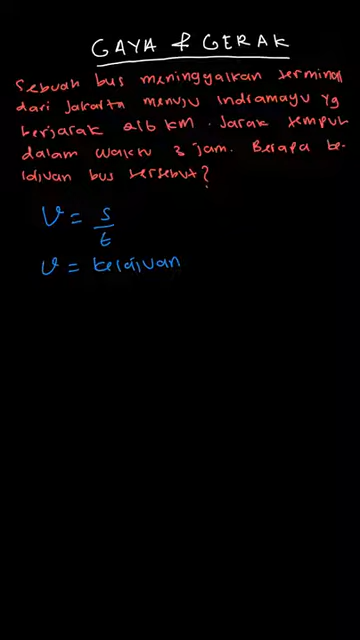 GAYA & GERAK
Sebuah bus meninggalkan terminal
dari Jakarta menuju Indramayu yg
berjarak 216 km. Jarak tempuh
dalam waktu 3 jam. Berapa ke-
lajuan bus tersebut?
V = s
t
V = kelajuan